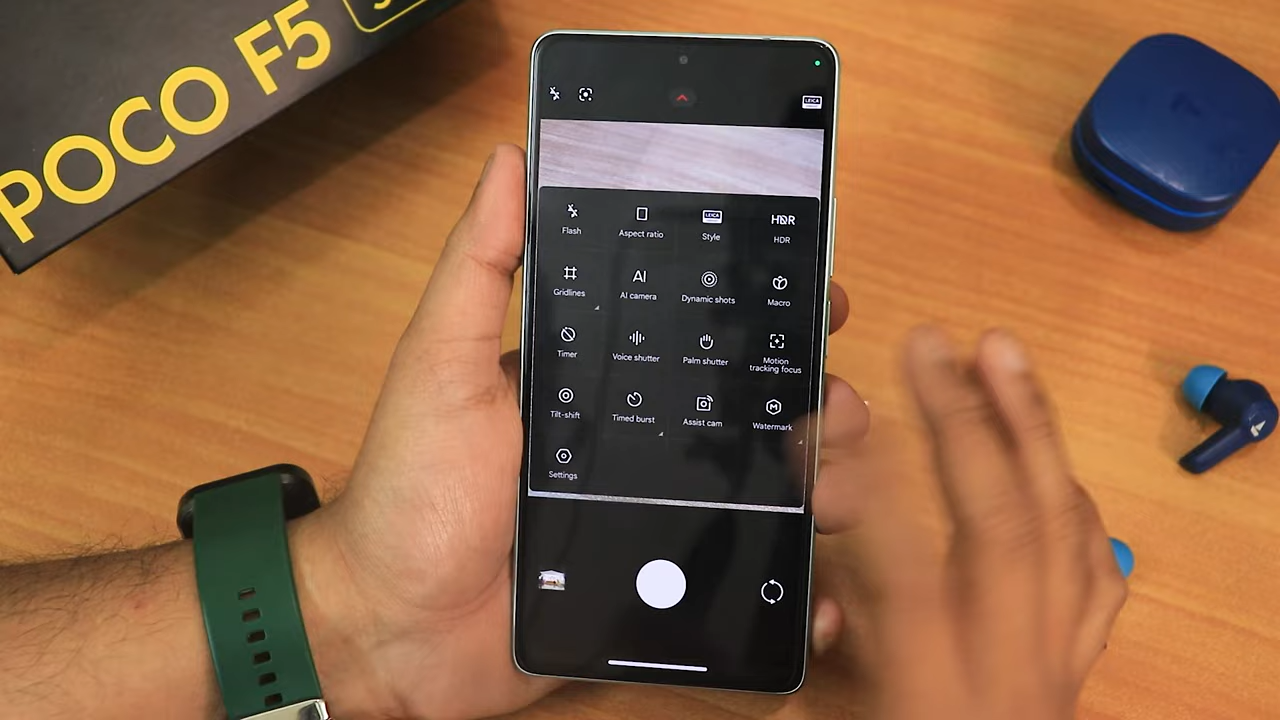 POCO F5
LEICA
Flash
Aspect ratio
LEICA
Style
HDR
HDR
Gridlines
AI
AI camera
Dynamic shots
Macro
Timer
Voice shutter
Palm shutter
Motion
tracking focus
Tilt-shift
Timed burst
Assist cam
M
Watermark
Settings